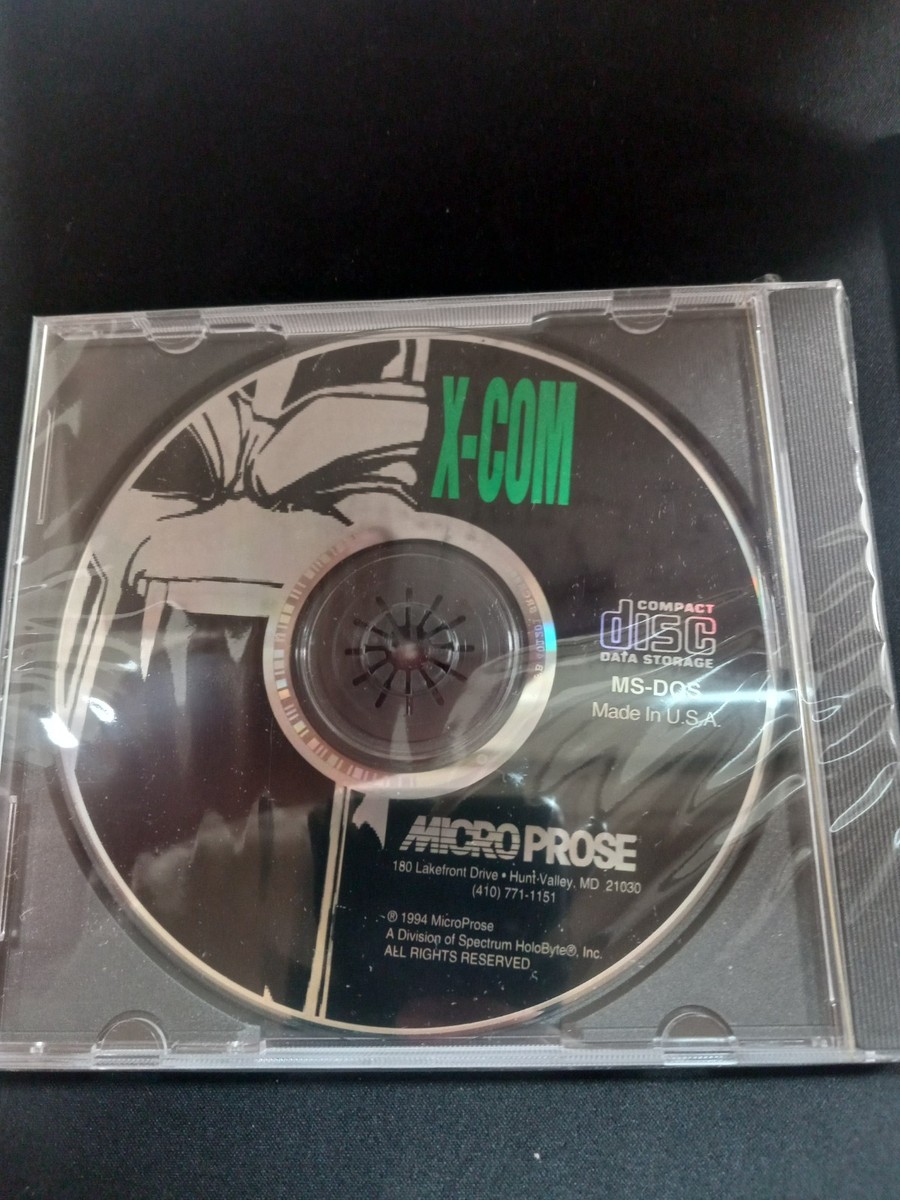 X-COM
COMPACT
disc
DATA STORAGE
MS-DOS
Made In U.S.A.
MICROPROSE
180 Lakefront Drive • Hunt Valley, MD 21030
(410) 771-1151
® 1994 MicroProse
A Division of Spectrum HoloByte®, Inc.
ALL RIGHTS RESERVED